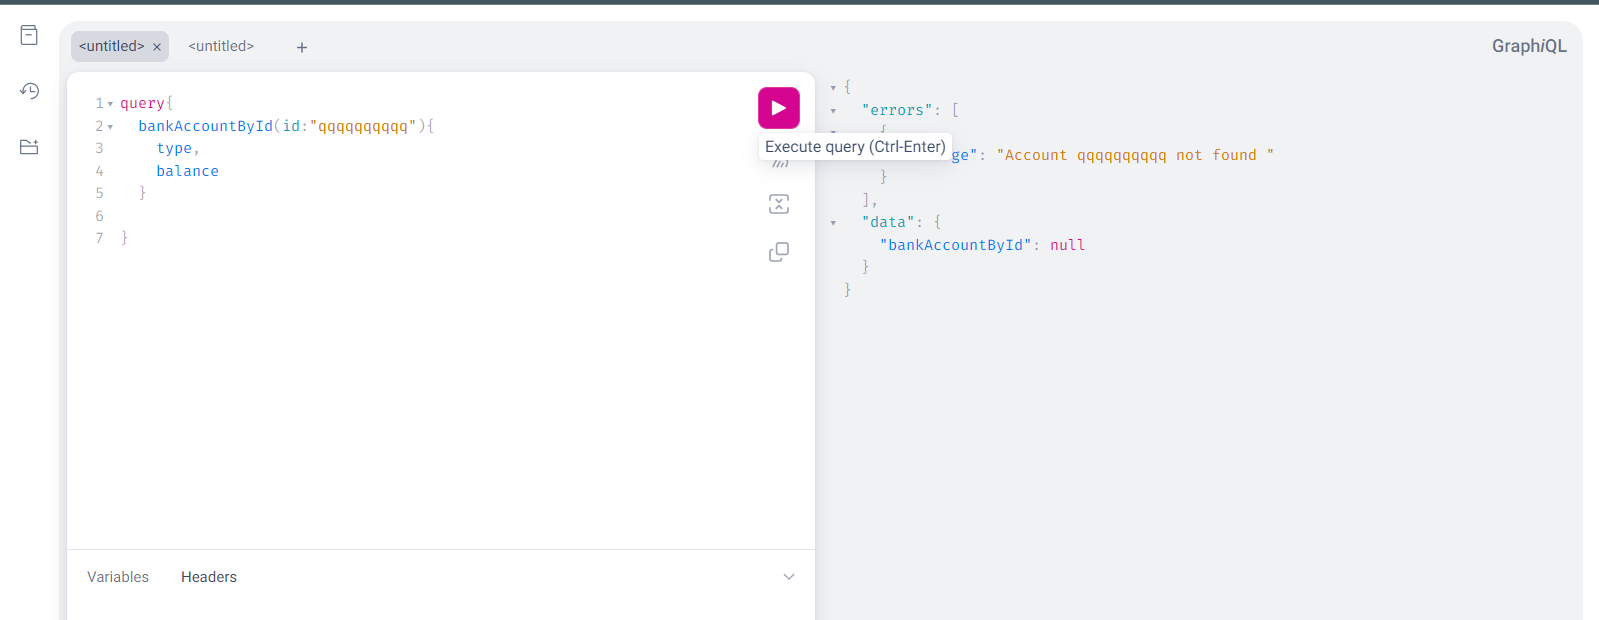 <untitled> × <untitled> +
GraphiQL
1 query{
2 bankAccountById(id:"qqqqqqqqqq"){
3 type,
4 balance
5 }
6
7 }
Execute query (Ctrl-Enter)
{
"errors": [
{
ge": "Account qqqqqqqqqq not found "
}
],
"data": {
"bankAccountById": null
}
}
Variables Headers